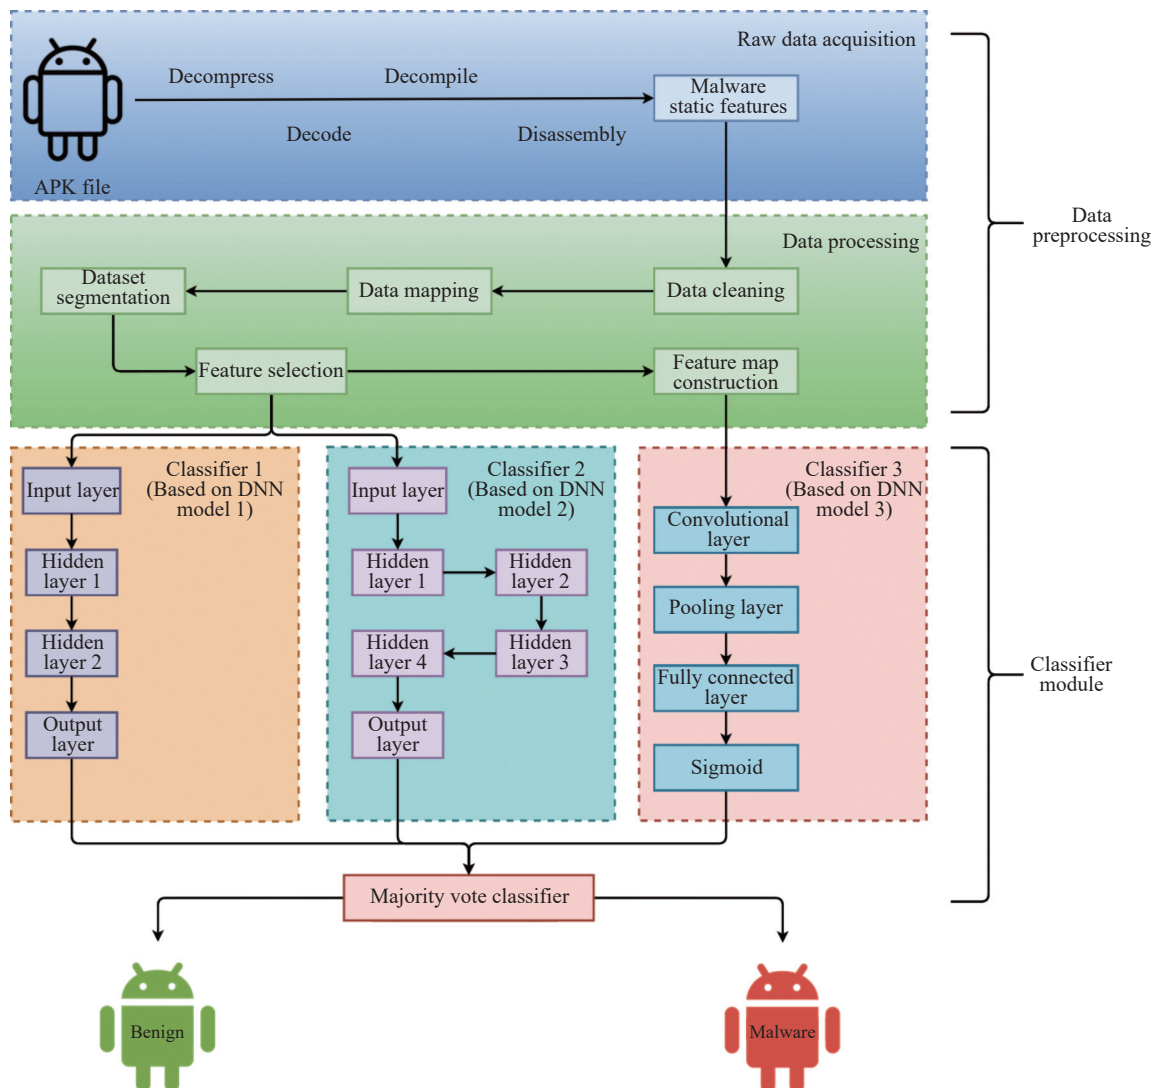 Raw data acquisition
Decompress
Decompile
Malware
static features
Decode
Disassembly
APK file
Data
preprocessing
Data processing
Dataset
segmentation
Data mapping
Data cleaning
Feature selection
Feature map
construction
Classifier 1
(Based on DNN
model 1)
Input layer
Hidden
layer 1
Hidden
layer 2
Output
layer
Classifier 2
(Based on DNN
model 2)
Input layer
Hidden
layer 1
Hidden
layer 2
Hidden
layer 4
Hidden
layer 3
Output
layer
Classifier 3
(Based on DNN
model 3)
Convolutional
layer
Pooling layer
Fully connected
layer
Sigmoid
Classifier
module
Majority vote classifier
Benign
Malware